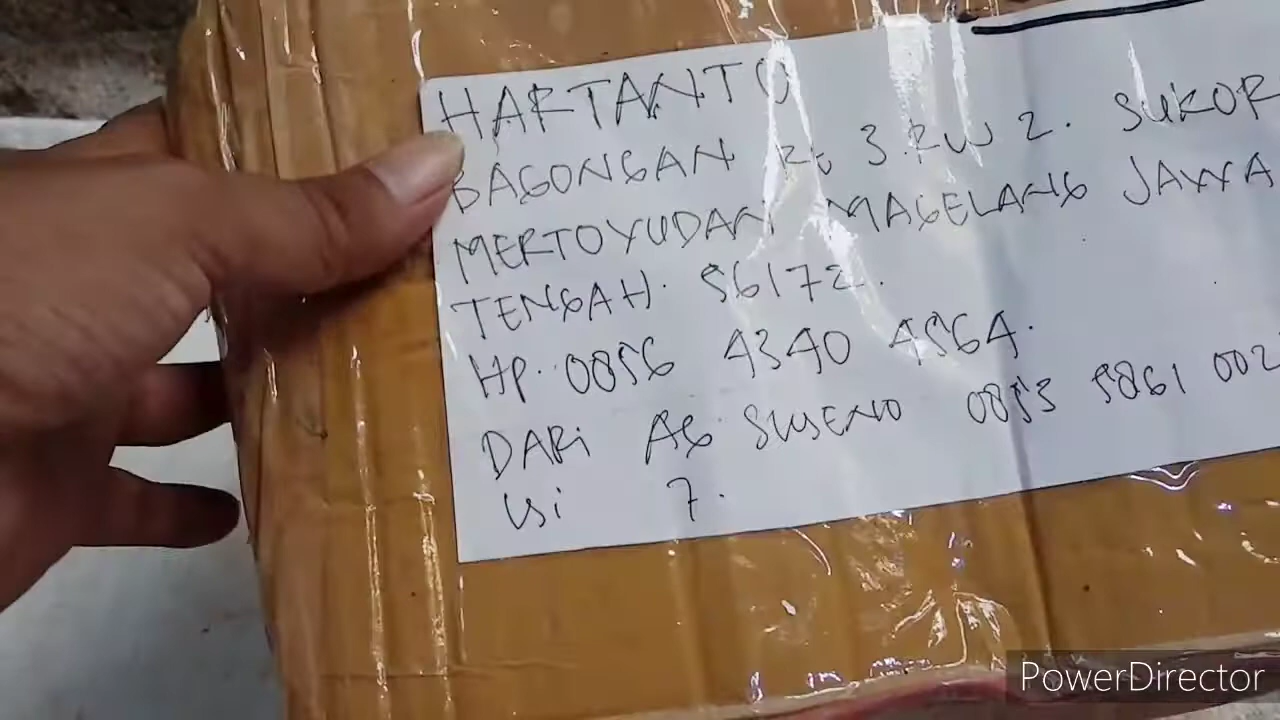 HARTANTO
BAGONGAN Rt 3.RW 2. SUKOR
MERTOYUDAN MAGELANG JAWA
TENGAH. 56172.
HP. 0856 4340 4564.
DARi AG. SUSENO 0853 5861 002
isi 7.
PowerDirector